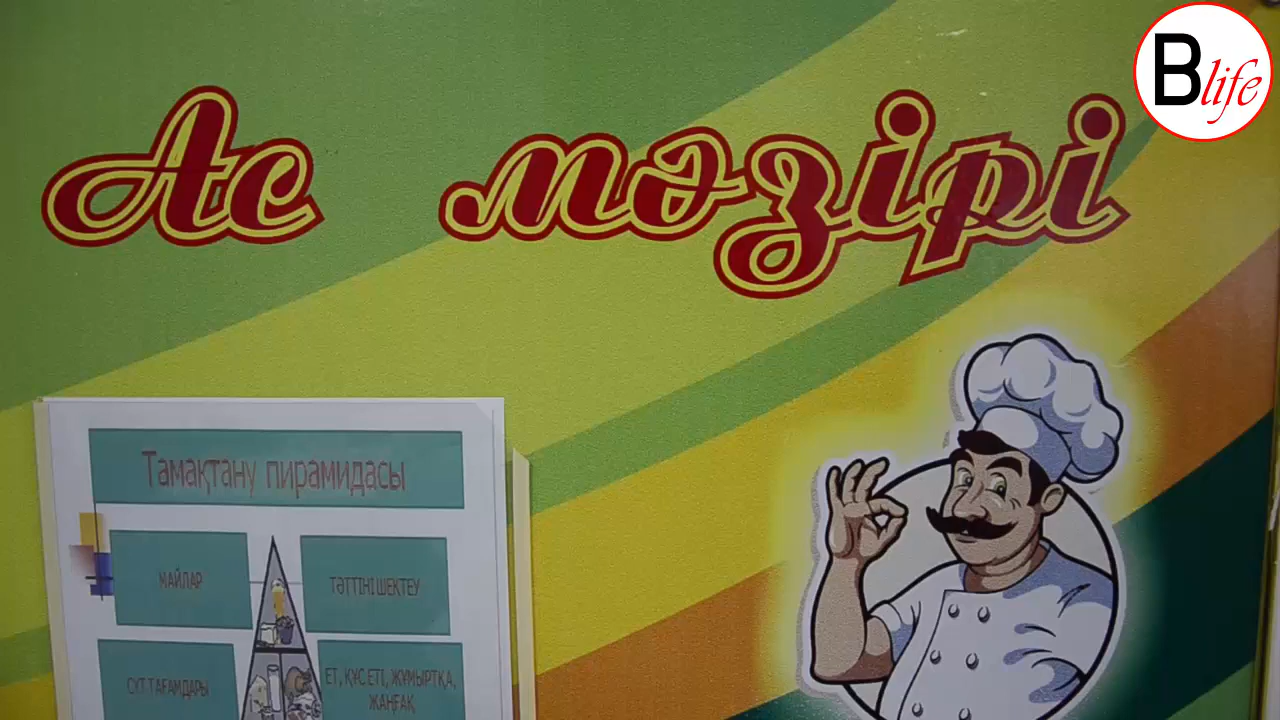 Blife
Ас мәзірі
Тамақтану пирамидасы
МАЙЛАР
ТӘТТІНІ ШЕКТЕУ
СҮТ ТАҒАМДАРЫ
ЕТ, ҚҰС ЕТІ, ЖҰМЫРТҚА,
ЖАҢҒАҚ